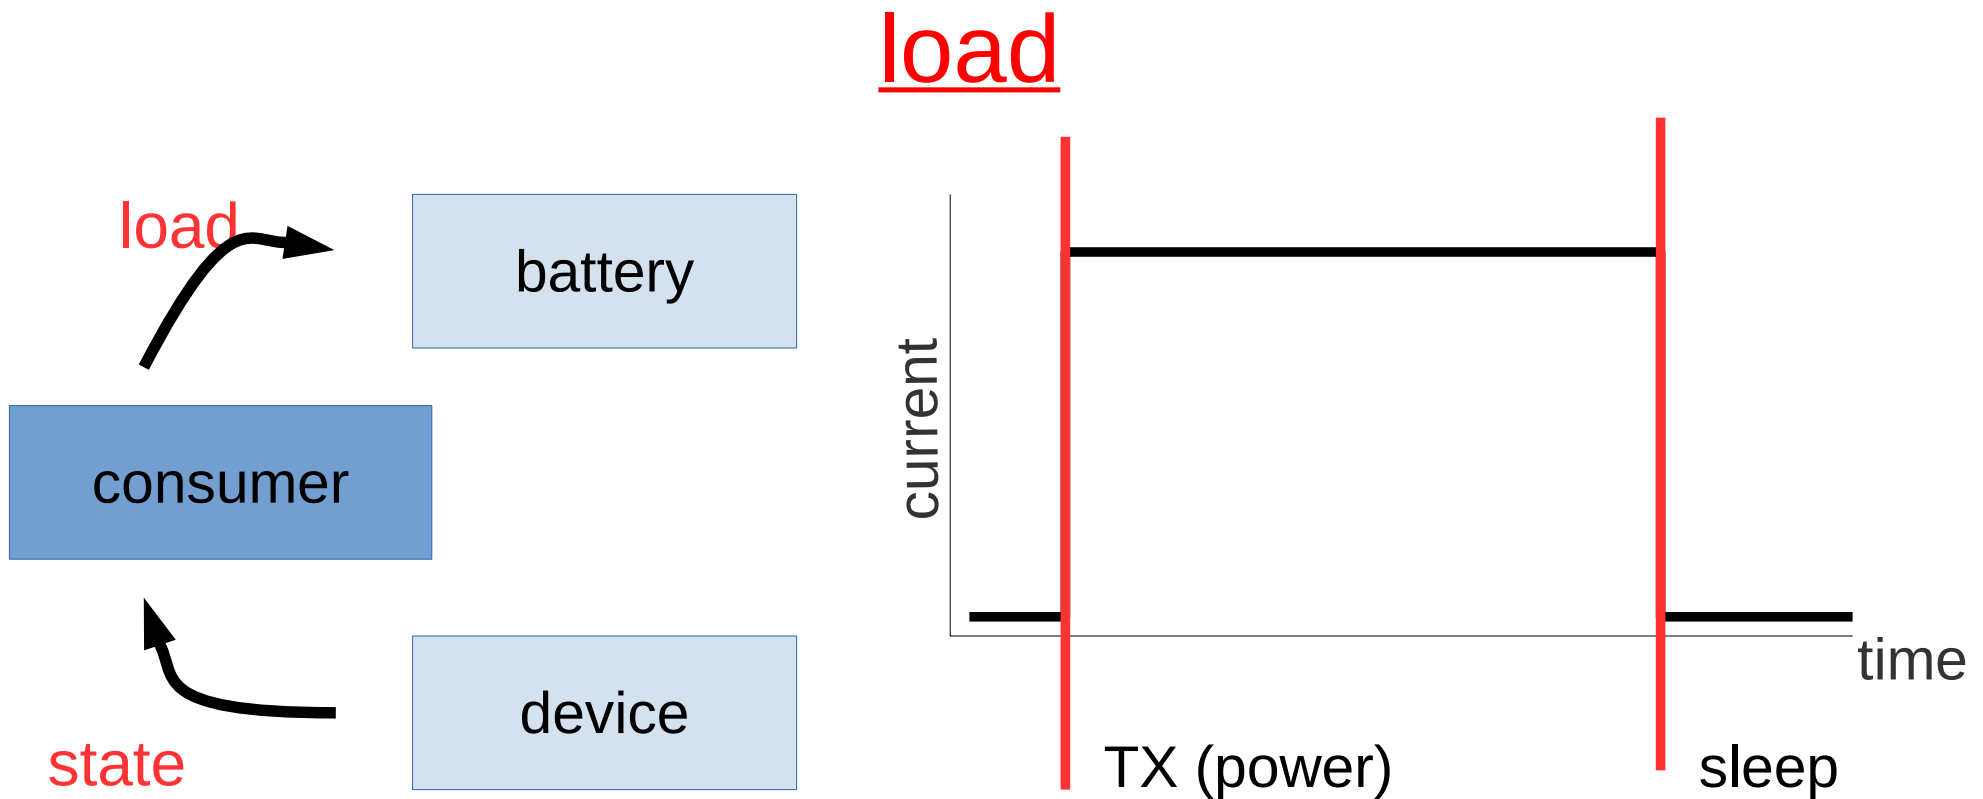 load
load
battery
consumer
device
state
current
time
TX (power)
sleep